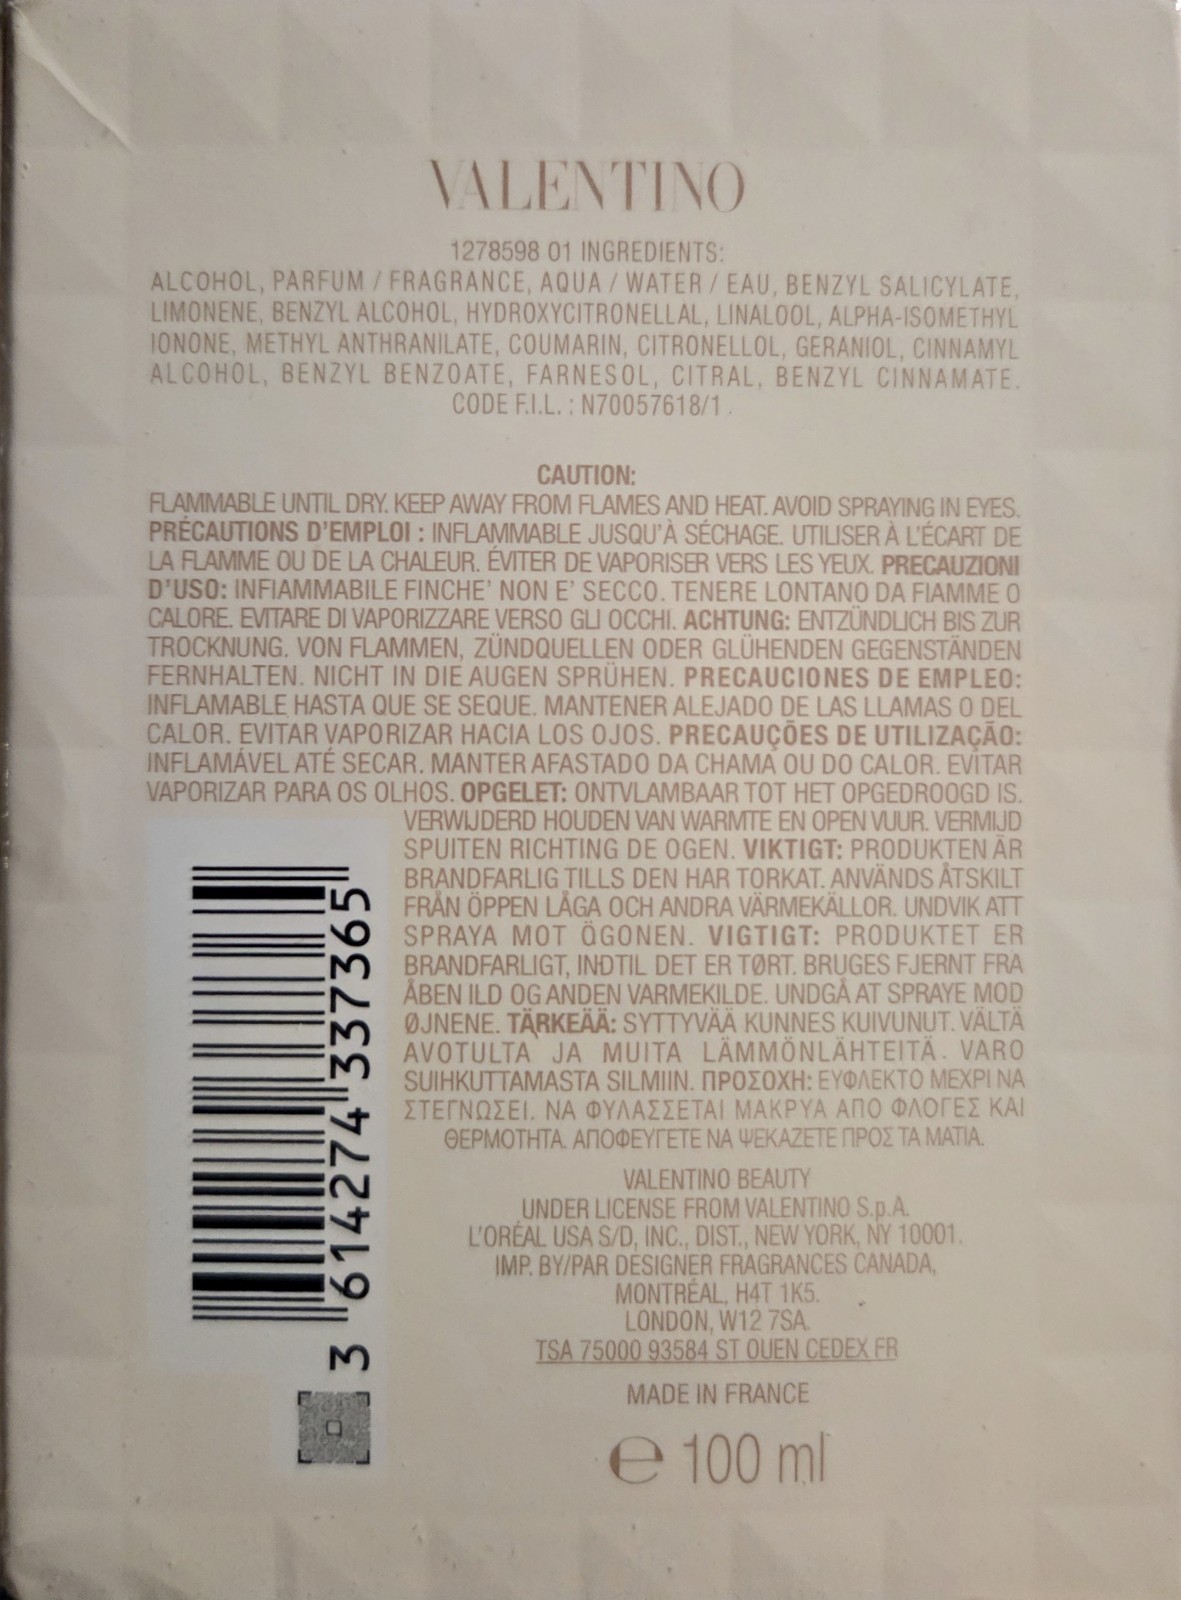 VALENTINO
1278598 01 INGREDIENTS:
ALCOHOL, PARFUM / FRAGRANCE, AQUA / WATER / EAU, BENZYL SALICYLATE,
LIMONENE, BENZYL ALCOHOL, HYDROXYCITRONELLAL, LINALOOL, ALPHA-ISOMETHYL
IONONE, METHYL ANTHRANILATE, COUMARIN, CITRONELLOL, GERANIOL, CINNAMYL
ALCOHOL, BENZYL BENZOATE, FARNESOL, CITRAL, BENZYL CINNAMATE.
CODE F.I.L. : N70057618/1 .
CAUTION:
FLAMMABLE UNTIL DRY. KEEP AWAY FROM FLAMES AND HEAT. AVOID SPRAYING IN EYES.
PRÉCAUTIONS D'EMPLOI : INFLAMMABLE JUSQU'À SÉCHAGE. UTILISER À L'ÉCART DE
LA FLAMME OU DE LA CHALEUR. ÉVITER DE VAPORISER VERS LES YEUX. PRECAUZIONI
D'USO: INFIAMMABILE FINCHE' NON E' SECCO. TENERE LONTANO DA FIAMME O
CALORE. EVITARE DI VAPORIZZARE VERSO GLI OCCHI. ACHTUNG: ENTZÜNDLICH BIS ZUR
TROCKNUNG. VON FLAMMEN, ZÜNDQUELLEN ODER GLÜHENDEN GEGENSTÄNDEN
FERNHALTEN. NICHT IN DIE AUGEN SPRÜHEN. PRECAUCIONES DE EMPLEO:
INFLAMABLE HASTA QUE SE SEQUE. MANTENER ALEJADO DE LAS LLAMAS O DEL
CALOR. EVITAR VAPORIZAR HACIA LOS OJOS. PRECAUÇÕES DE UTILIZAÇÃO:
INFLAMÁVEL ATÉ SECAR. MANTER AFASTADO DA CHAMA OU DO CALOR. EVITAR
VAPORIZAR PARA OS OLHOS. OPGELET: ONTVLAMBAAR TOT HET OPGEDROOGD IS.
VERWIJDERD HOUDEN VAN WARMTE EN OPEN VUUR. VERMIJD
SPUITEN RICHTING DE OGEN. VIKTIGT: PRODUKTEN ÄR
BRANDFARLIG TILLS DEN HAR TORKAT. ANVÄNDS ÅTSKILT
FRÅN ÖPPEN LÅGA OCH ANDRA VÄRMEKÄLLOR. UNDVIK ATT
SPRAYA MOT ÖGONEN. VIGTIGT: PRODUKTET ER
BRANDFARLIGT, INDTIL DET ER TØRT. BRUGES FJERNT FRA
ÅBEN ILD OG ANDEN VARMEKILDE. UNDGÅ AT SPRAYE MOD
ØJNENE. TÄRKEÄÄ: SYTTYVÄÄ KUNNES KUIVUNUT. VÄLTÄ
AVOTULTA JA MUITA LÄMMÖNLÄHTEITÄ. VARO
SUIHKUTTAMASTA SILMIIN. ΠΡΟΣΟΧΗ: ΕΥΦΛΕΚΤΟ ΜΕΧΡΙ ΝΑ
ΣΤΕΓΝΩΣΕΙ. ΝΑ ΦΥΛΑΣΣΕΤΑΙ ΜΑΚΡΥΑ ΑΠΟ ΦΛΟΓΕΣ ΚΑΙ
ΘΕΡΜΟΤΗΤΑ. ΑΠΟΦΕΥΓΕΤΕ ΝΑ ΨΕΚΑΖΕΤΕ ΠΡΟΣ ΤΑ ΜΑΤΙΑ.
3 614274 337365
VALENTINO BEAUTY
UNDER LICENSE FROM VALENTINO S.p.A.
L'ORÉAL USA S/D, INC., DIST., NEW YORK, NY 10001.
IMP. BY/PAR DESIGNER FRAGRANCES CANADA,
MONTRÉAL, H4T 1K5.
LONDON, W12 7SA.
TSA 75000 93584 ST OUEN CEDEX FR
MADE IN FRANCE
℮ 100 ml